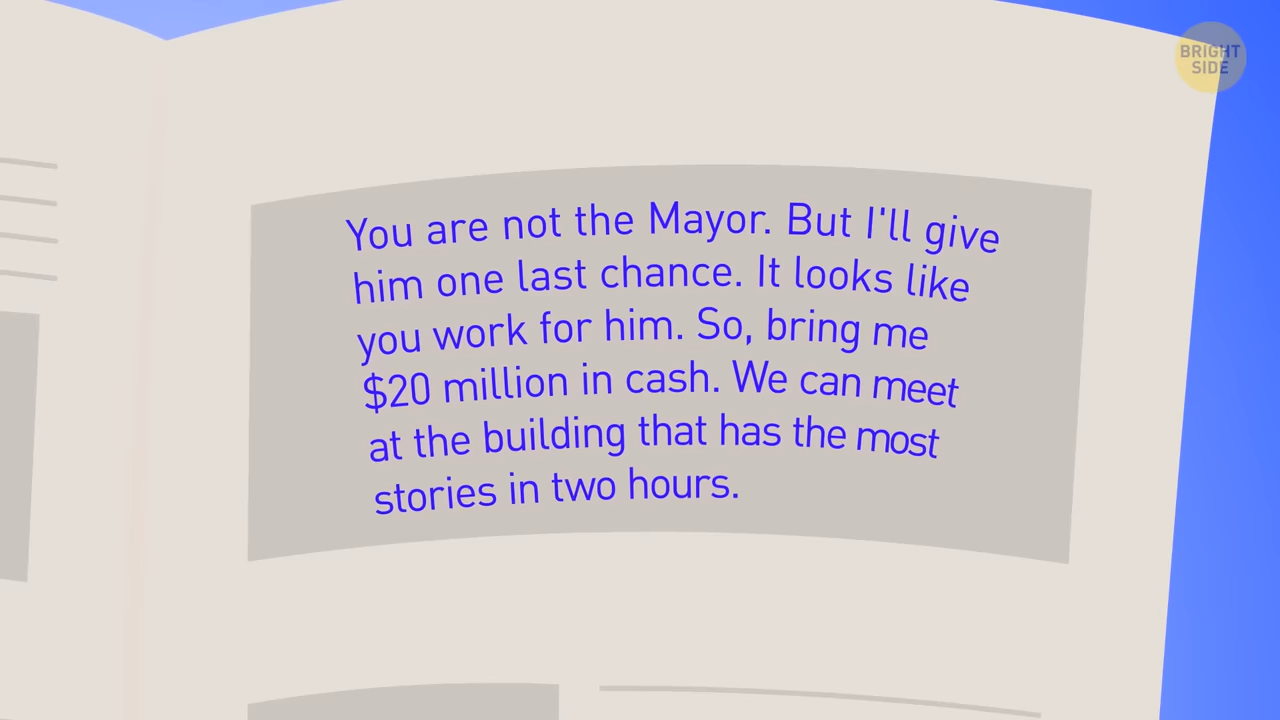 BRIGHT
SIDE
You are not the Mayor. But I'll give
him one last chance. It looks like
you work for him. So, bring me
$20 million in cash. We can meet
at the building that has the most
stories in two hours.